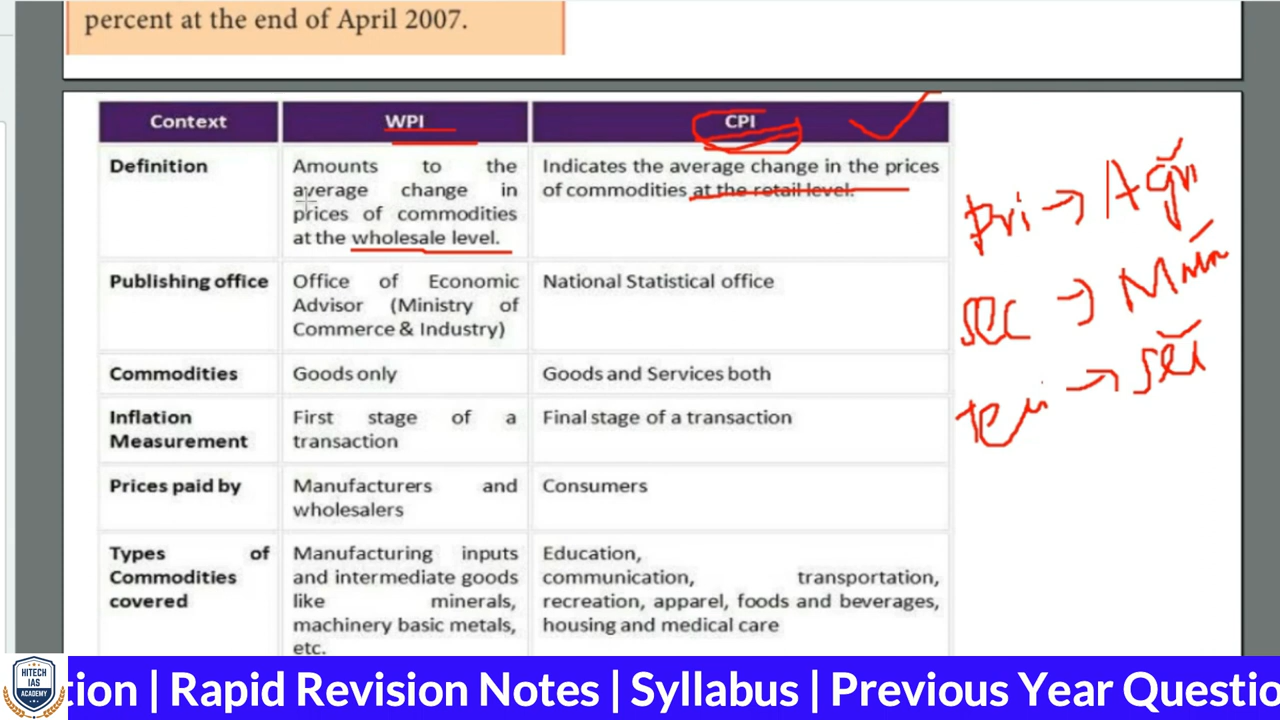 percent at the end of April 2007.
Context WPI CPI
Definition Amounts to the Indicates the average change in the prices
average change in of commodities at the retail level.
prices of commodities
at the wholesale level.
Publishing office Office of Economic National Statistical office
Advisor (Ministry of
Commerce & Industry)
Commodities Goods only Goods and Services both
Inflation First stage of a Final stage of a transaction
Measurement transaction
Prices paid by Manufacturers and Consumers
wholesalers
Types of Manufacturing inputs Education,
Commodities and intermediate goods communication, transportation,
covered like minerals, recreation, apparel, foods and beverages,
machinery basic metals, housing and medical care
etc.
Pri → Agri
Sec →
HITECH
IAS
ACADEMY
tion | Rapid Revision Notes | Syllabus | Previous Year Questio